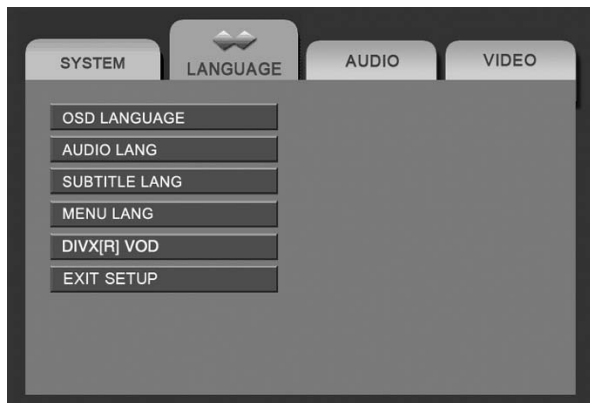 SYSTEM
LANGUAGE
AUDIO
VIDEO
OSD LANGUAGE
AUDIO LANG
SUBTITLE LANG
MENU LANG
DIVX[R] VOD
EXIT SETUP